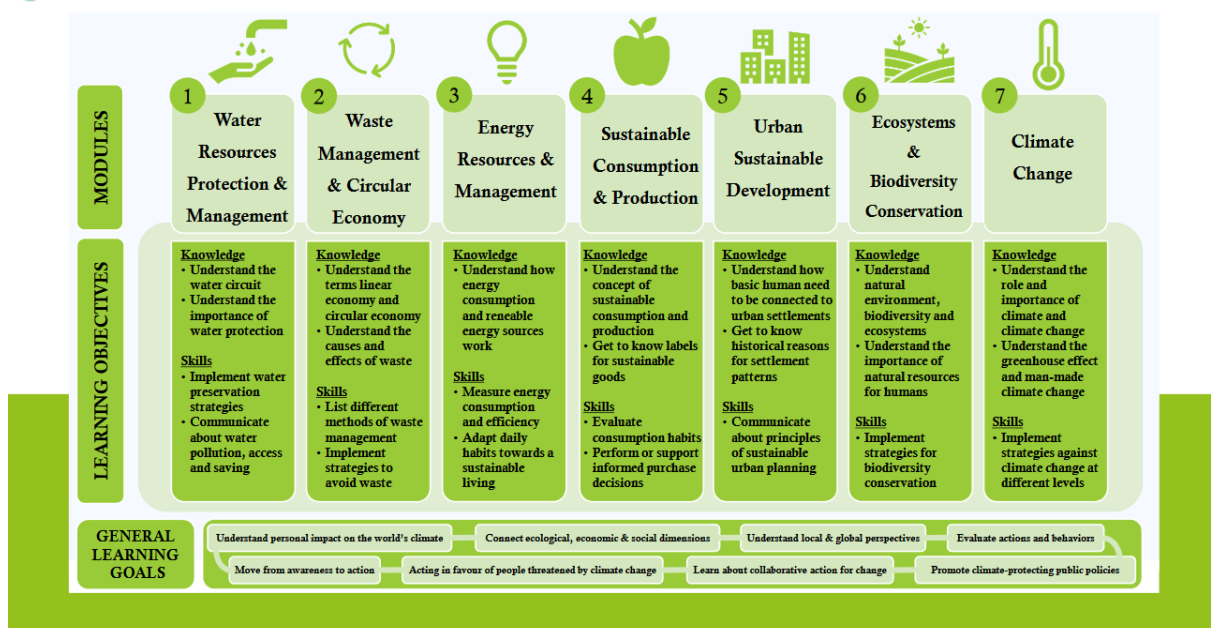 MODULES
1
Water
Resources
Protection &
Management
2
Waste
Management
& Circular
Economy
3
Energy
Resources &
Management
4
Sustainable
Consumption
& Production
5
Urban
Sustainable
Development
6
Ecosystems
&
Biodiversity
Conservation
7
Climate
Change
LEARNING OBJECTIVES
Knowledge
• Understand the
water circuit
• Understand the
importance of
water protection
Skills
• Implement water
preservation
strategies
• Communicate
about water
pollution, access
and saving
Knowledge
• Understand the
terms linear
economy and
circular economy
• Understand the
causes and
effects of waste
Skills
• List different
methods of waste
management
• Implement
strategies to
avoid waste
Knowledge
• Understand how
energy
consumption
and reneable
energy sources
work
Skills
• Measure energy
consumption
and efficiency
• Adapt daily
habits towards a
sustainable
living
Knowledge
• Understand the
concept of
sustainable
consumption and
production
• Get to know labels
for sustainable
goods
Skills
• Evaluate
consumption habits
• Perform or support
informed purchase
decisions
Knowledge
• Understand how
basic human need
to be connected to
urban settlements
• Get to know
historical reasons
for settlement
patterns
Skills
• Communicate
about principles
of sustainable
urban planning
Knowledge
• Understand
natural
environment,
biodiversity and
ecosystems
• Understand the
importance of
natural resources
for humans
Skills
• Implement
strategies for
biodiversity
conservation
Knowledge
• Understand the
role and
importance of
climate and
climate change
• Understand the
greenhouse effect
and man-made
climate change
Skills
• Implement
strategies against
climate change at
different levels
GENERAL
LEARNING
GOALS
Understand personal impact on the world's climate
Connect ecological, economic & social dimensions
Understand local & global perspectives
Evaluate actions and behaviors
Move from awareness to action
Acting in favour of people threatened by climate change
Learn about collaborative action for change
Promote climate-protecting public policies